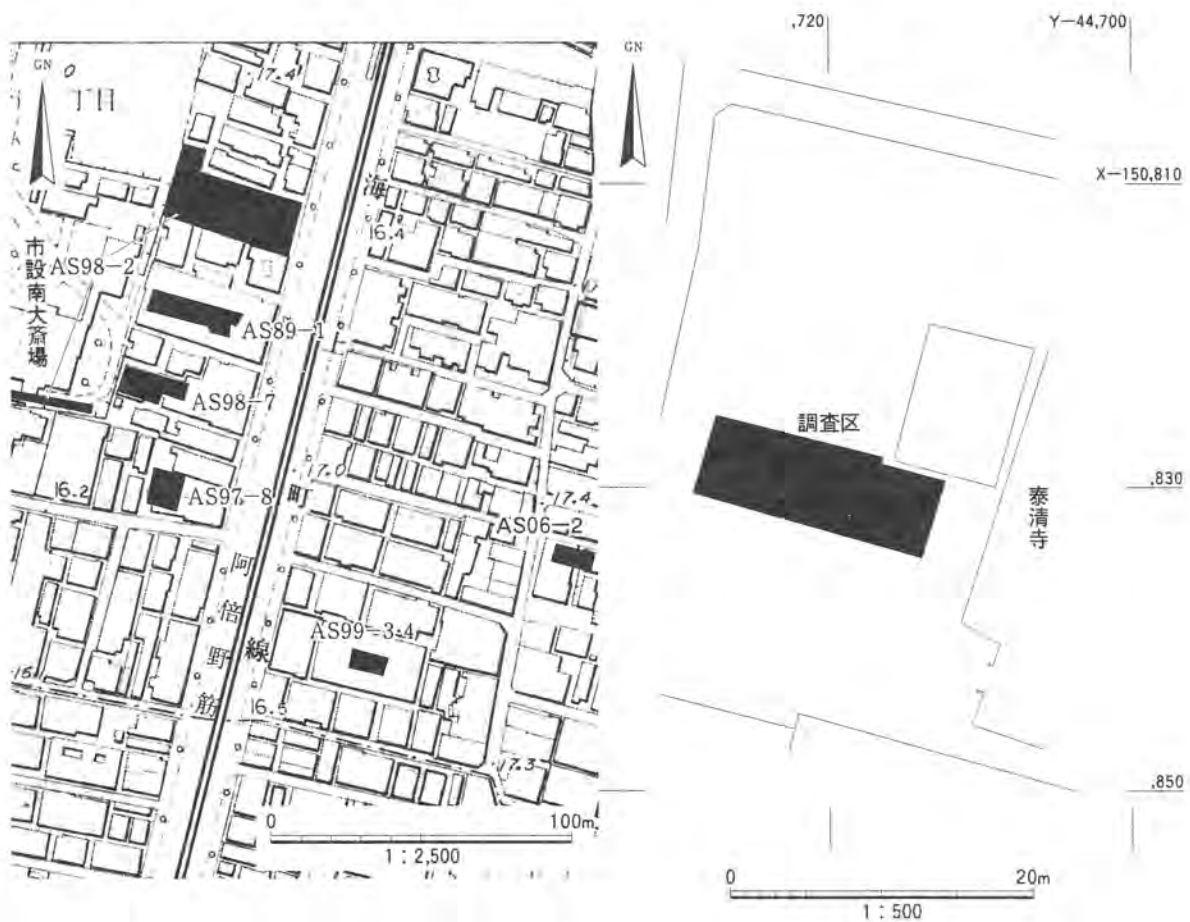 GN
丁目
17.4
海
16.4
市設南大斎場
AS98-2
AS89-1
AS98-7
17.0
町
16.2
AS97-8
17.4
AS06-2
阿倍野筋
線
AS99-3·4
16.5
17.3
0 100m
1：2,500
,720 Y-44,700
GN
X-150,810
調査区
,830
泰清寺
,850
0 20m
1：500